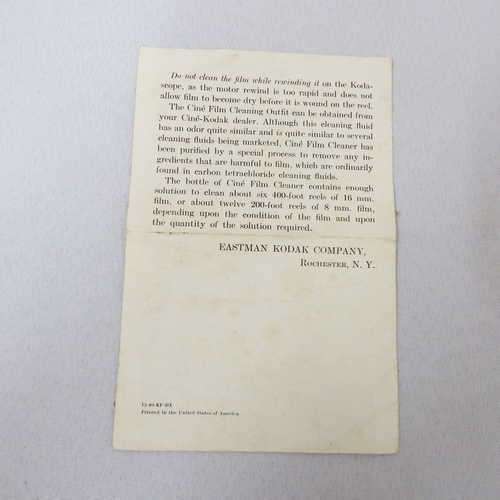 Do not clean the film while rewinding it on the Koda-
scope, as the motor rewind is too rapid and does not
allow film to become dry before it is wound on the reel.
The Ciné Film Cleaning Outfit can be obtained from
your Ciné-Kodak dealer. Although this cleaning fluid
has an odor quite similar and is quite similar to several
cleaning fluids being marketed, Ciné Film Cleaner has
been purified by a special process to remove any in-
gredients that are harmful to film, which are ordinarily
found in carbon tetrachloride cleaning fluids.
The bottle of Ciné Film Cleaner contains enough
solution to clean about six 400-foot reels of 16 mm.
film, or about twelve 200-foot reels of 8 mm. film,
depending upon the condition of the film and upon
the quantity of the solution required.
EASTMAN KODAK COMPANY,
ROCHESTER, N. Y.
Printed in the United States of America